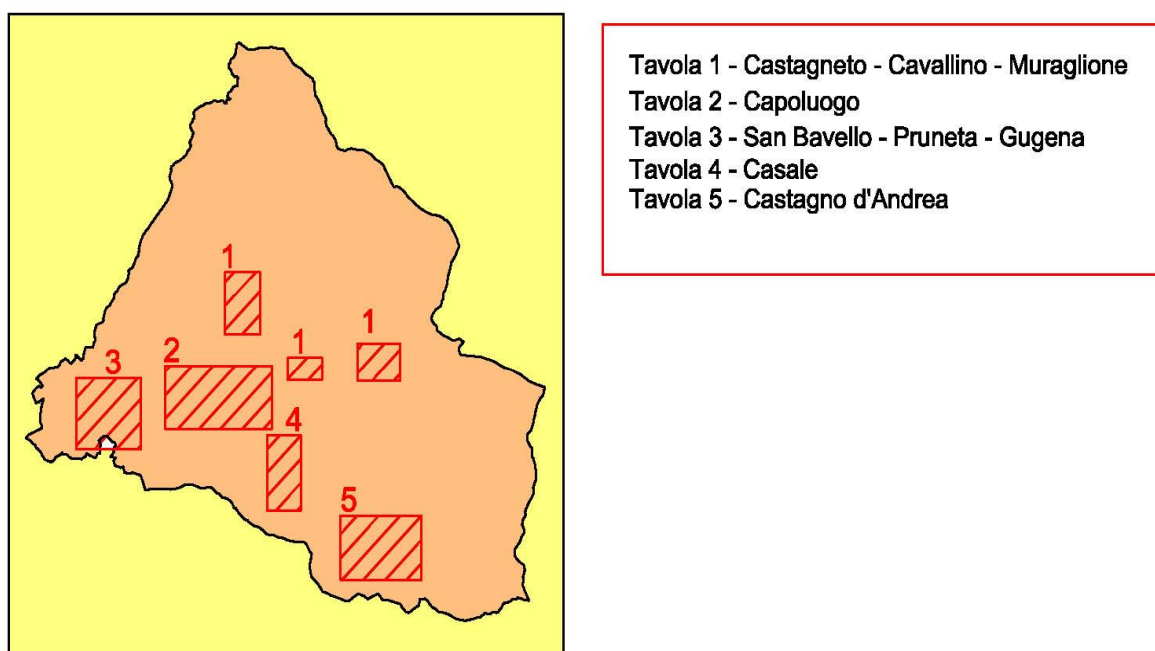 1
1
1
2
3
4
5
Tavola 1 - Castagneto - Cavallino - Muraglione
Tavola 2 - Capoluogo
Tavola 3 - San Bavello - Pruneta - Gugena
Tavola 4 - Casale
Tavola 5 - Castagno d'Andrea